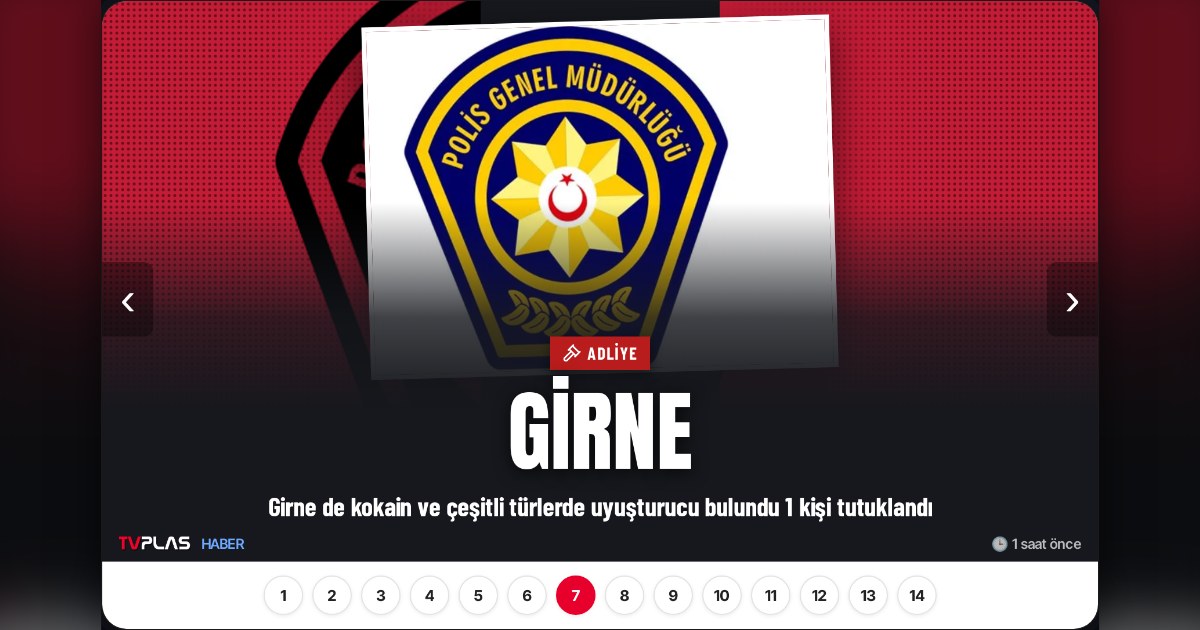 POLİS GENEL MÜDÜRLÜĞÜ
ADLİYE
GİRNE
Girne de kokain ve çeşitli türlerde uyuşturucu bulundu 1 kişi tutuklandı
TVPLAS HABER
1 saat önce
1 2 3 4 5 6 7 8 9 10 11 12 13 14